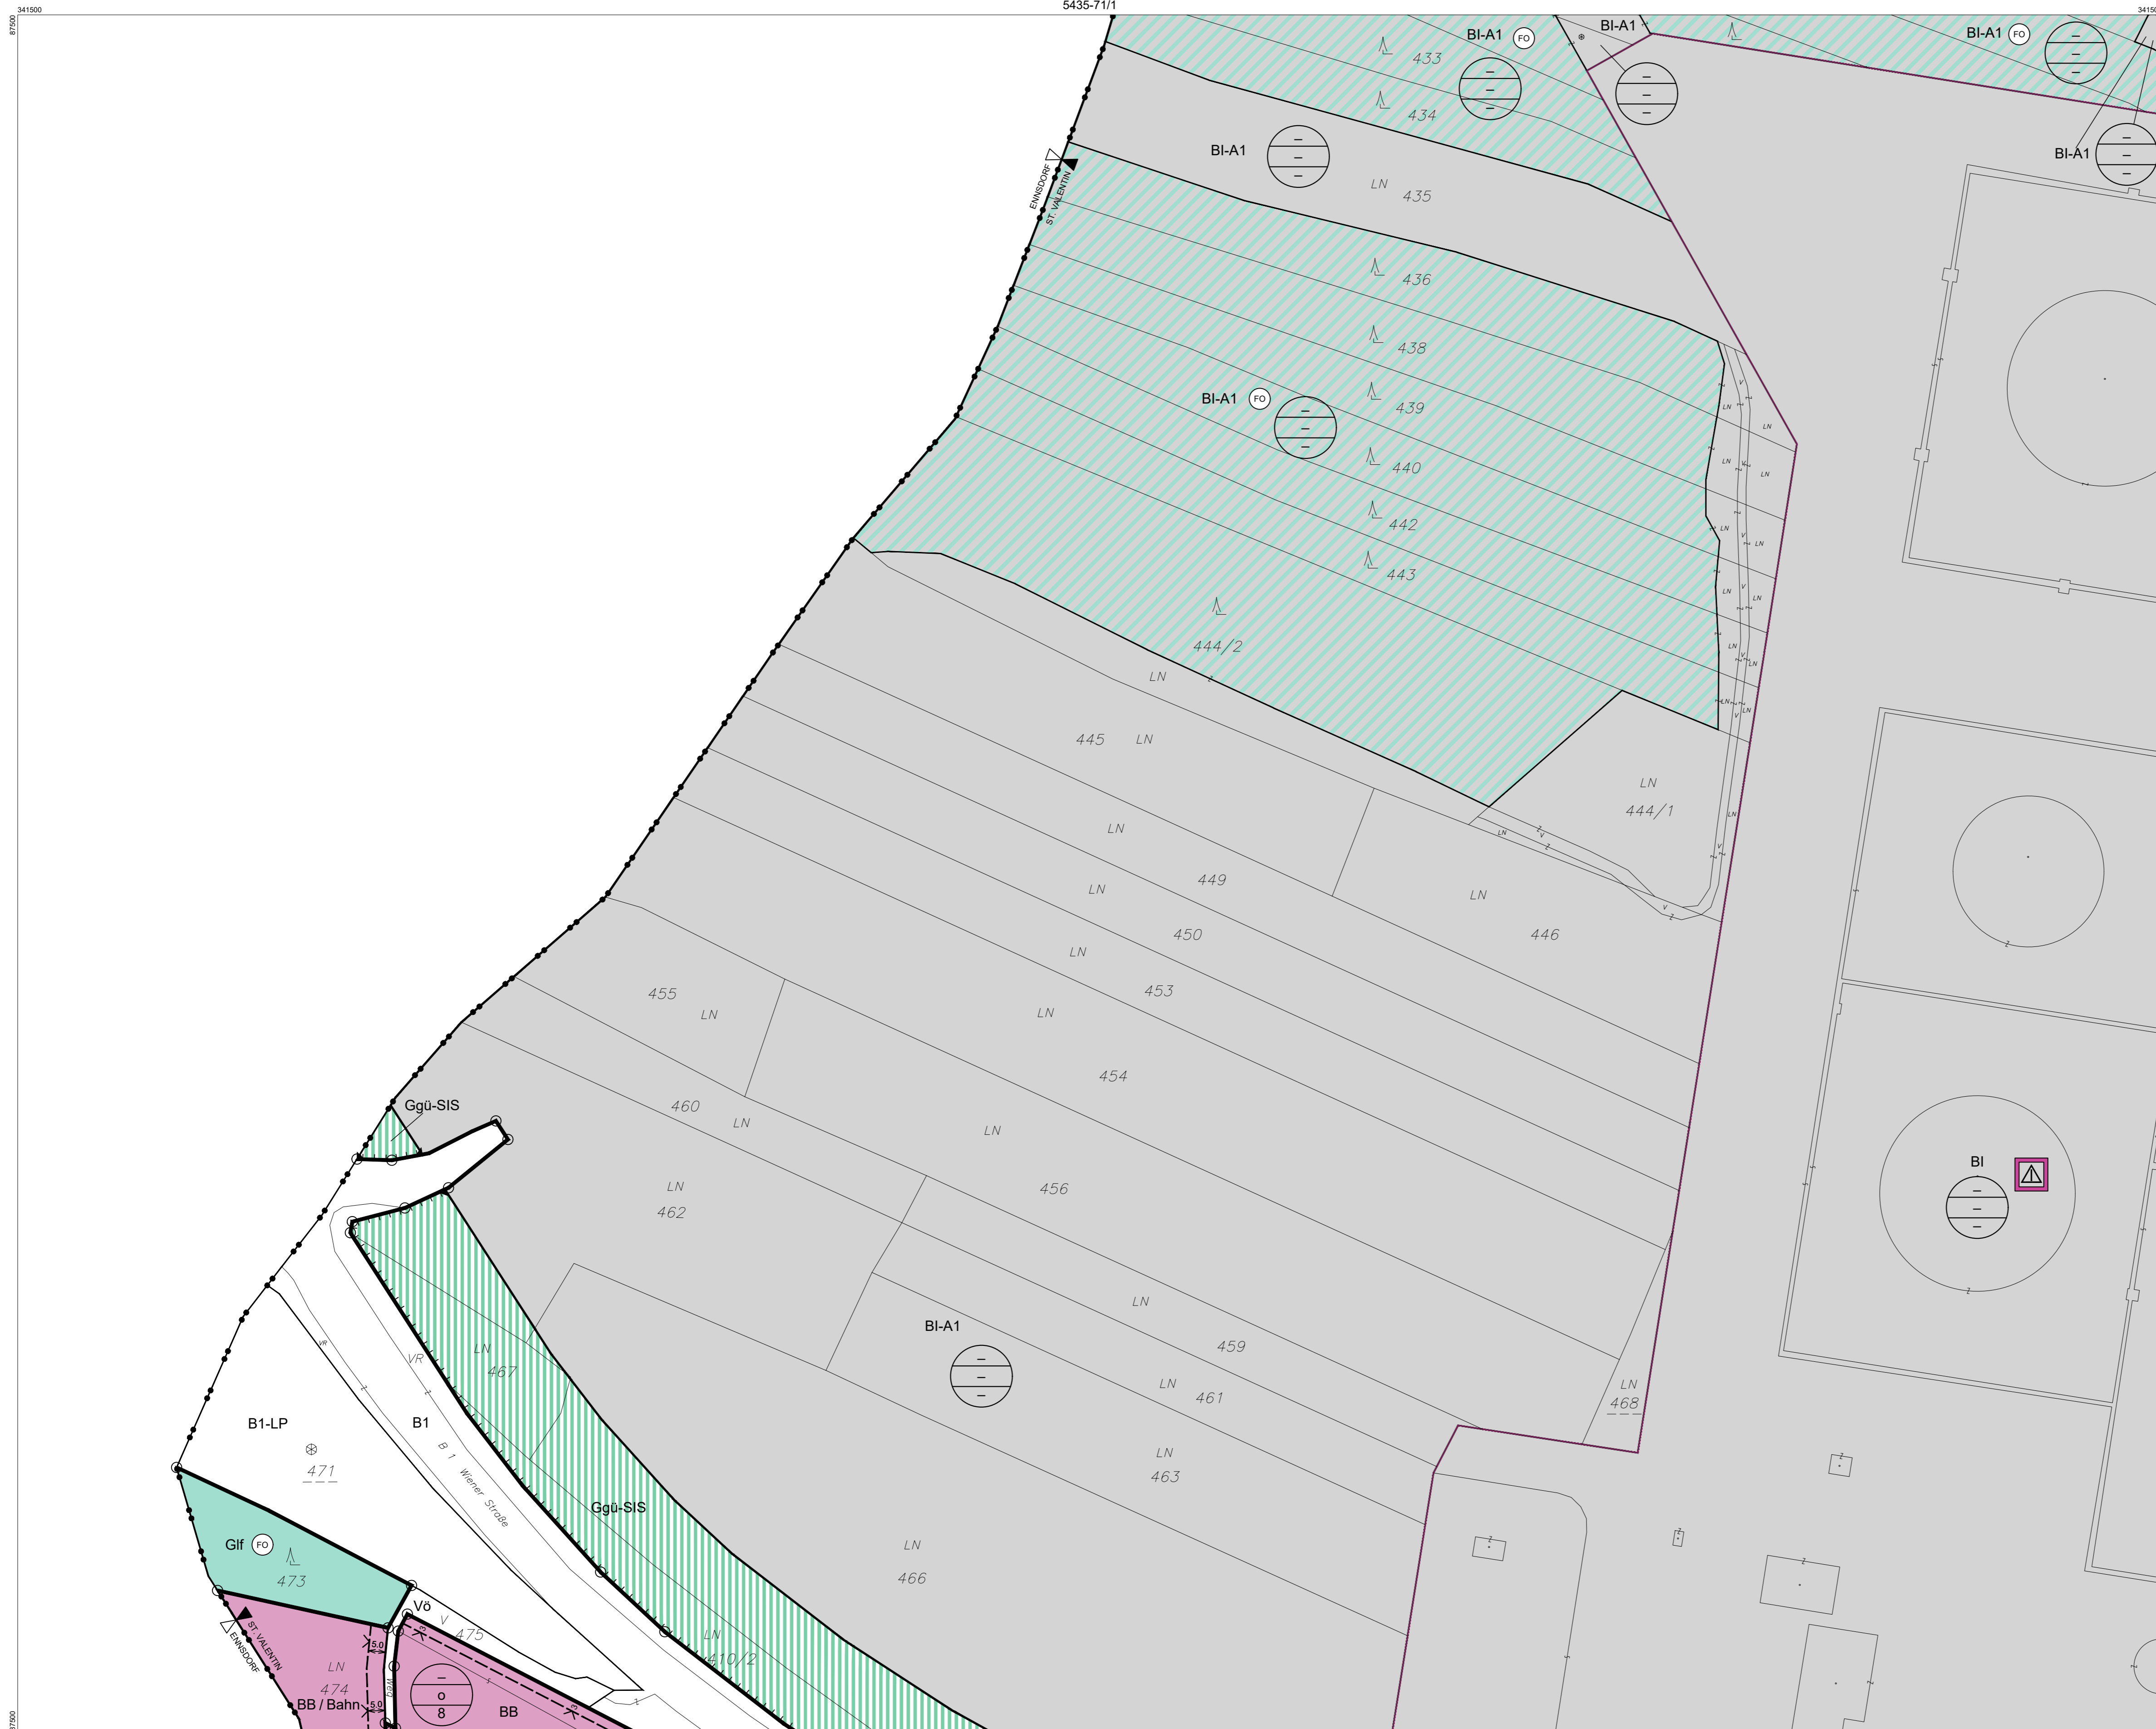 5435-71/1
341500
87500
BI-A1 FO
433
434
BI-A1
BI-A1 FO
BI-A1
BI-A1
LN
435
ENNSDORF
ST. VALENTIN
436
438
BI-A1 FO
439
440
442
443
444/2
LN
445 LN
LN
444/1
LN
449
LN
446
LN
450
LN
453
455
LN
LN
454
460
LN
LN
456
Ggü-SIS
LN
462
BI
LN
459
BI-A1
LN
461
LN
468
LN
467
VR
VR
B1-LP
B1
B 1 Wiener Straße
471
LN
463
Ggü-SIS
LN
466
Glf FO
473
Vö
V
475
ST. VALENTIN
ENNSDORF
LN
410/2
5.0
3
LN
474
Weg
BB / Bahn
5.0
o
8
BB
3